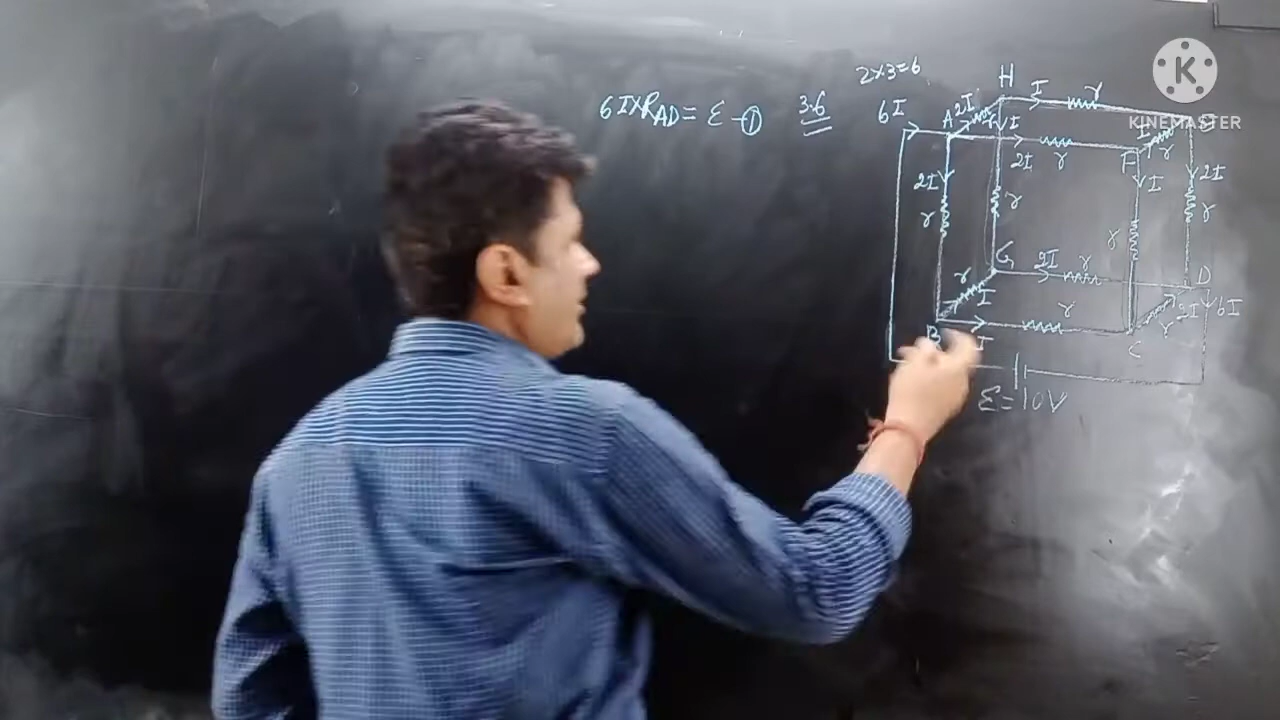 2×3=6
6I×R_AD = ε –①
3.6
6I
A
2I
H
I
r
K
KINEMASTER
r
I
2I
r
F
I
r
2I
r
I
2I
r
r
r
G
2I
r
D
r
I
r
2I
6I
r
B
I
C
ε=10V